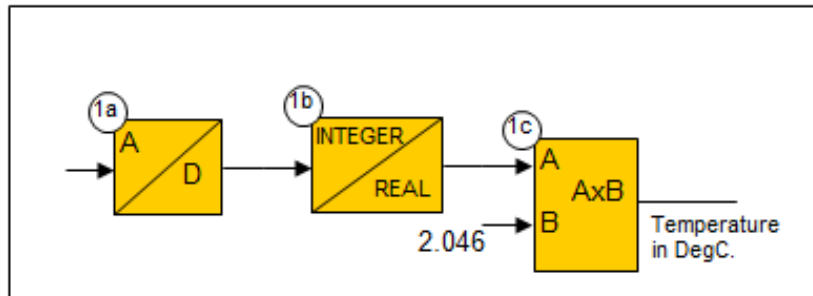 1a
A
D
1b
INTEGER
REAL
1c
A
AxB
B
2.046
Temperature
in DegC.